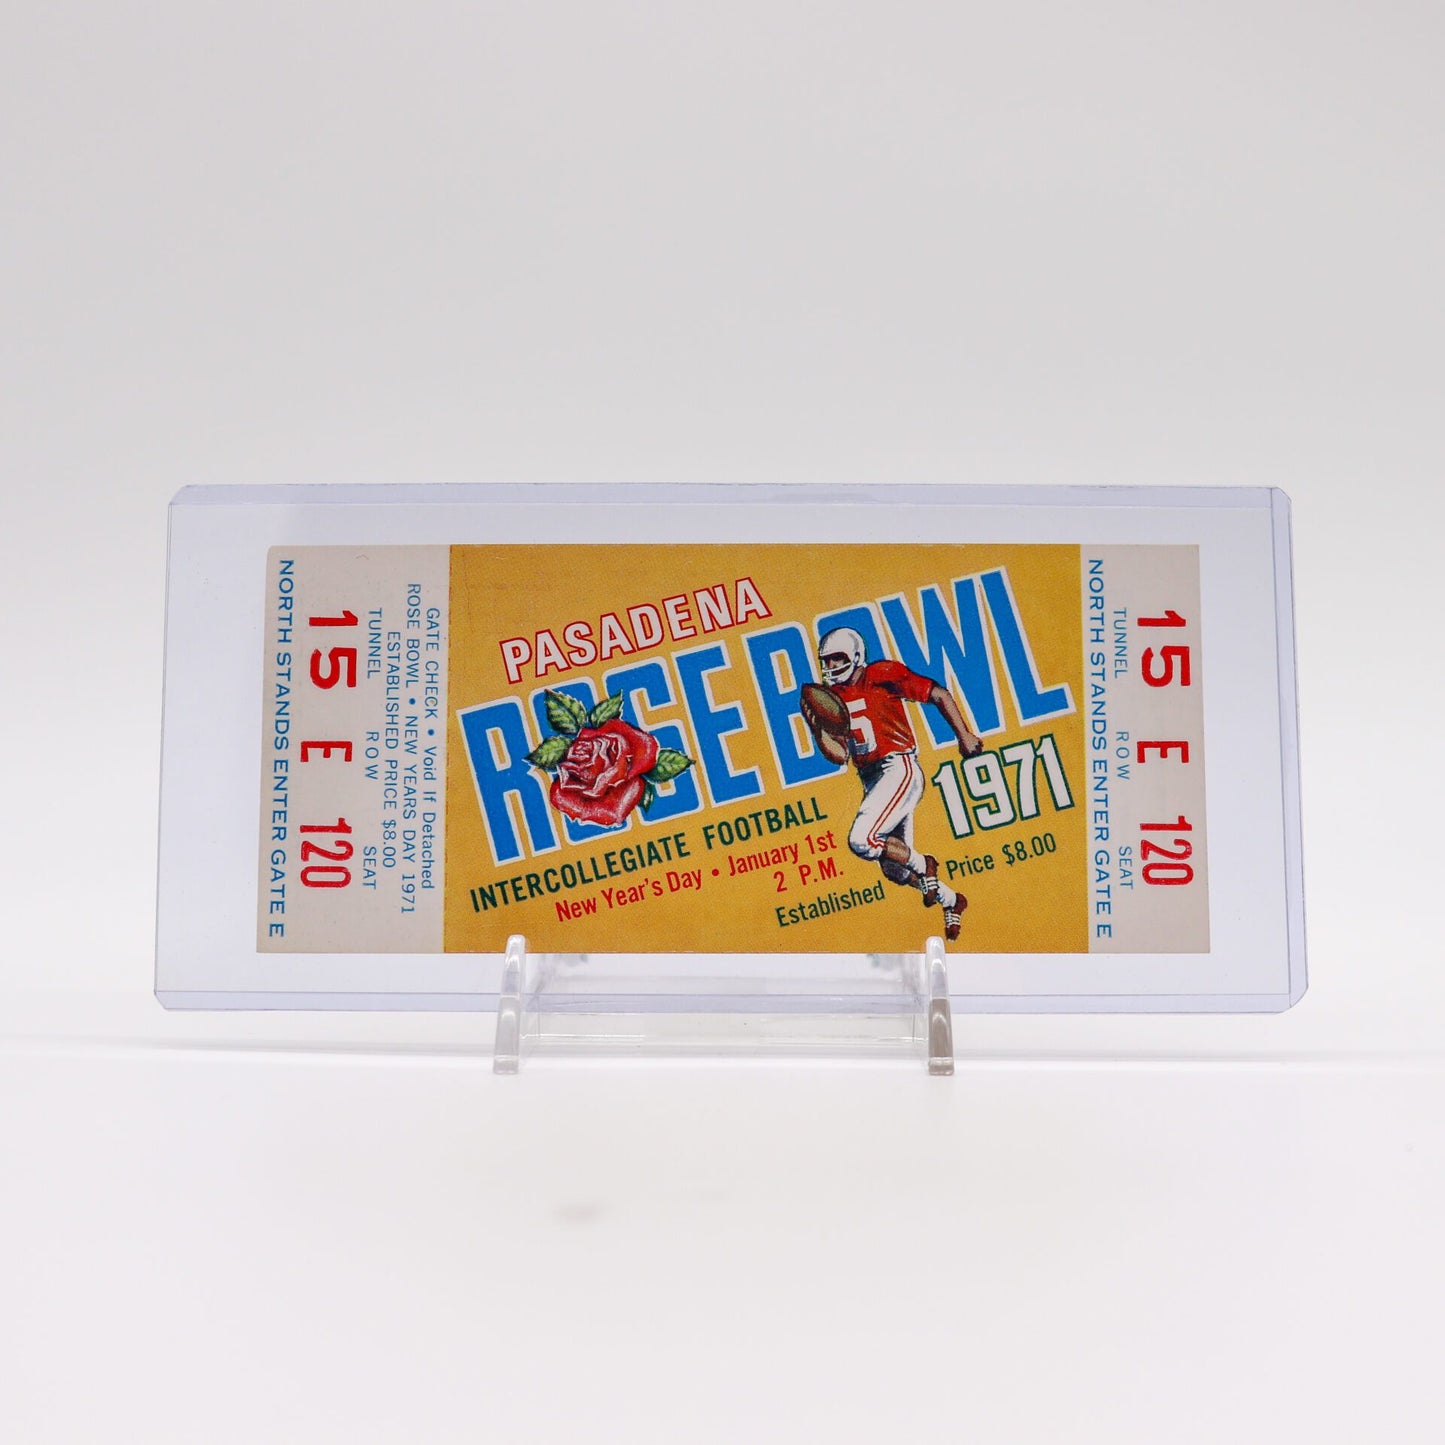 NORTH STANDS ENTER GATE E
15 E 120
TUNNEL ROW SEAT
ESTABLISHED PRICE $8.00
ROSE BOWL • NEW YEARS DAY 1971
GATE CHECK • Void If Detached
PASADENA
ROSE BOWL
1971
INTERCOLLEGIATE FOOTBALL
New Year's Day • January 1st
2 P.M.
Established Price $8.00
5
NORTH STANDS ENTER GATE E
TUNNEL ROW SEAT
15 E 120